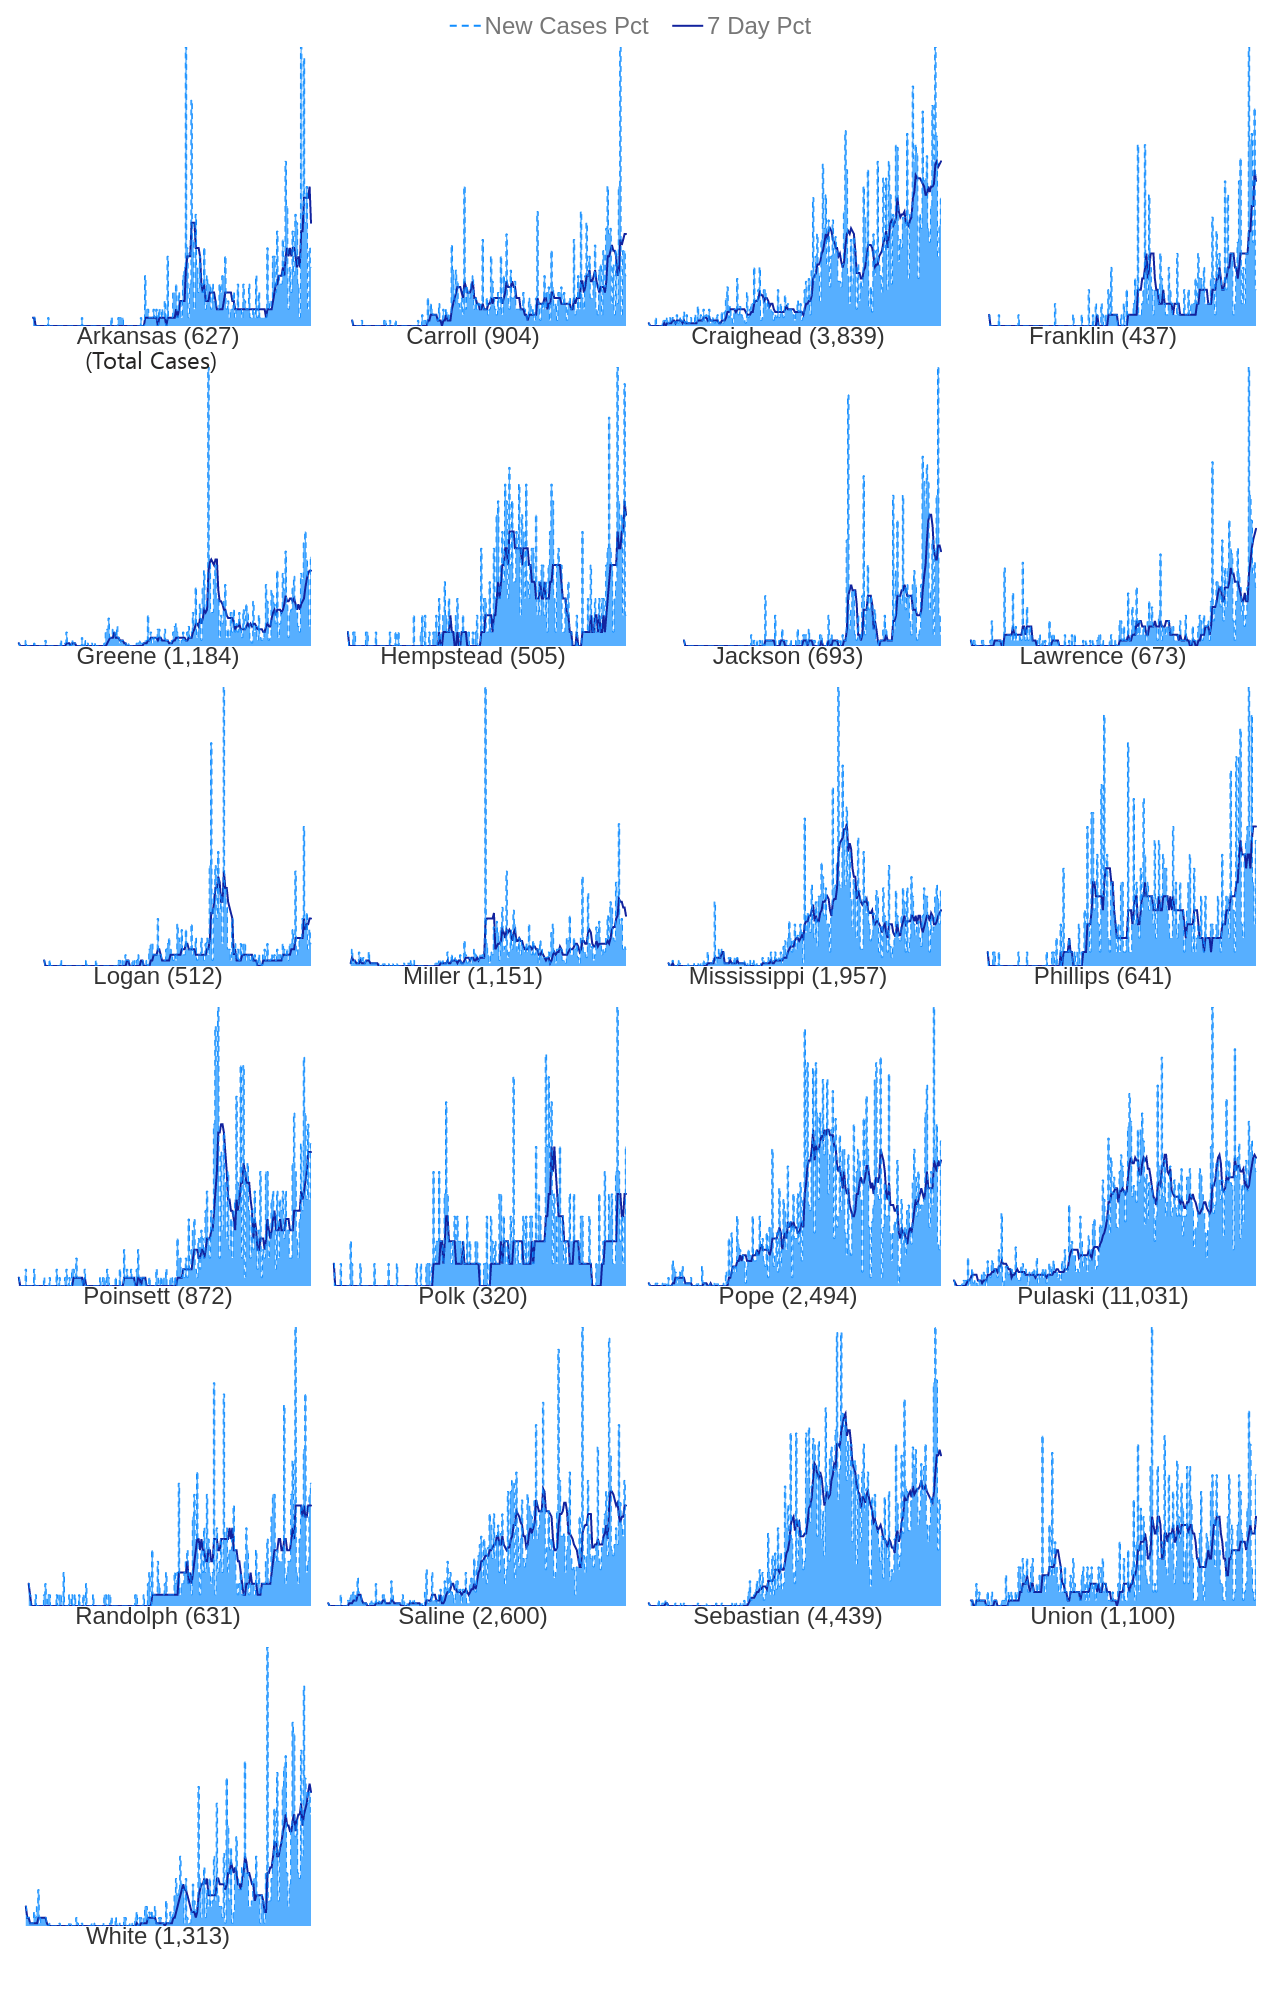 New Cases Pct 7 Day Pct
Arkansas (627) Carroll (904) Craighead (3,839) Franklin (437)
(Total Cases)
Greene (1,184) Hempstead (505) Jackson (693) Lawrence (673)
Logan (512) Miller (1,151) Mississippi (1,957) Phillips (641)
Poinsett (872) Polk (320) Pope (2,494) Pulaski (11,031)
Randolph (631) Saline (2,600) Sebastian (4,439) Union (1,100)
White (1,313)